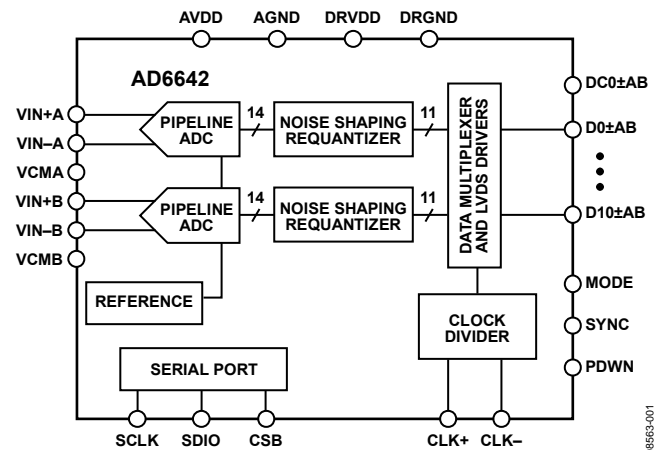 AVDD AGND DRVDD DRGND
AD6642
VIN+A
VIN–A
VCMA
VIN+B
VIN–B
VCMB
PIPELINE
ADC
14
NOISE SHAPING
REQUANTIZER
11
PIPELINE
ADC
14
NOISE SHAPING
REQUANTIZER
11
DATA MULTIPLEXER
AND LVDS DRIVERS
REFERENCE
SERIAL PORT
CLOCK
DIVIDER
DC0±AB
D0±AB
D10±AB
MODE
SYNC
PDWN
SCLK SDIO CSB CLK+ CLK–
8563-001